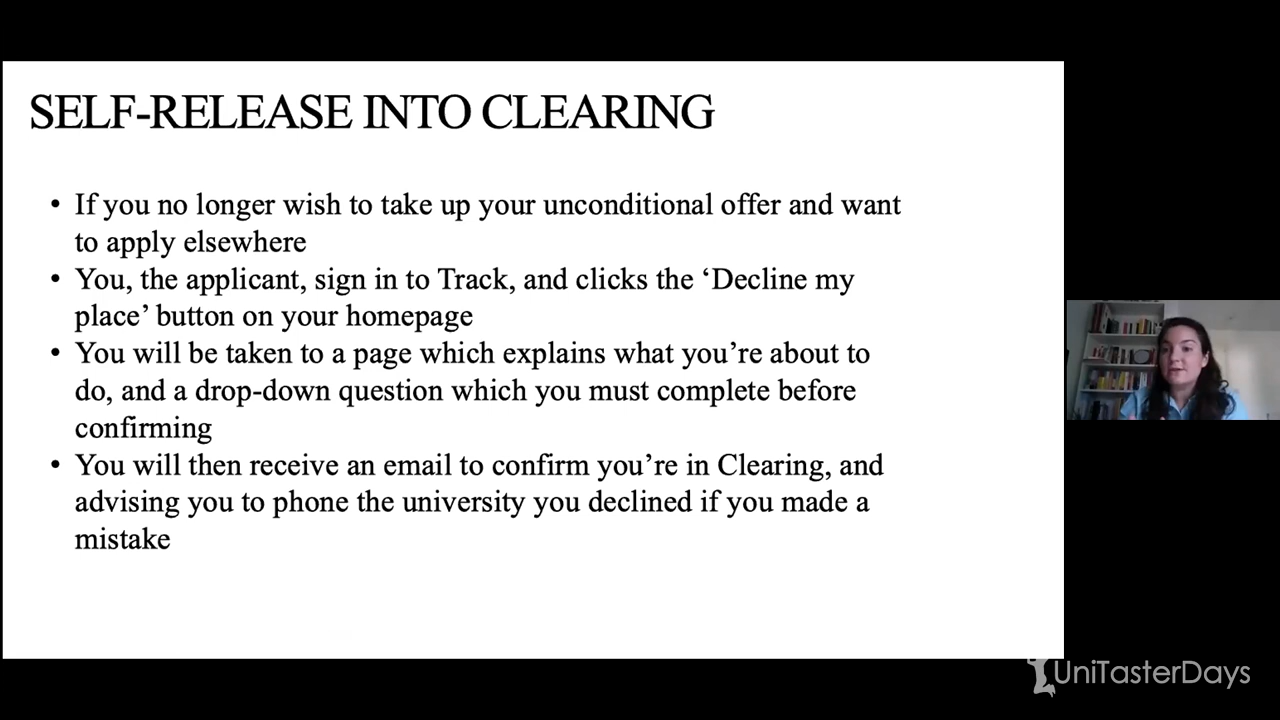 SELF-RELEASE INTO CLEARING
• If you no longer wish to take up your unconditional offer and want
to apply elsewhere
• You, the applicant, sign in to Track, and clicks the ‘Decline my
place’ button on your homepage
• You will be taken to a page which explains what you’re about to
do, and a drop-down question which you must complete before
confirming
• You will then receive an email to confirm you’re in Clearing, and
advising you to phone the university you declined if you made a
mistake
UniTasterDays